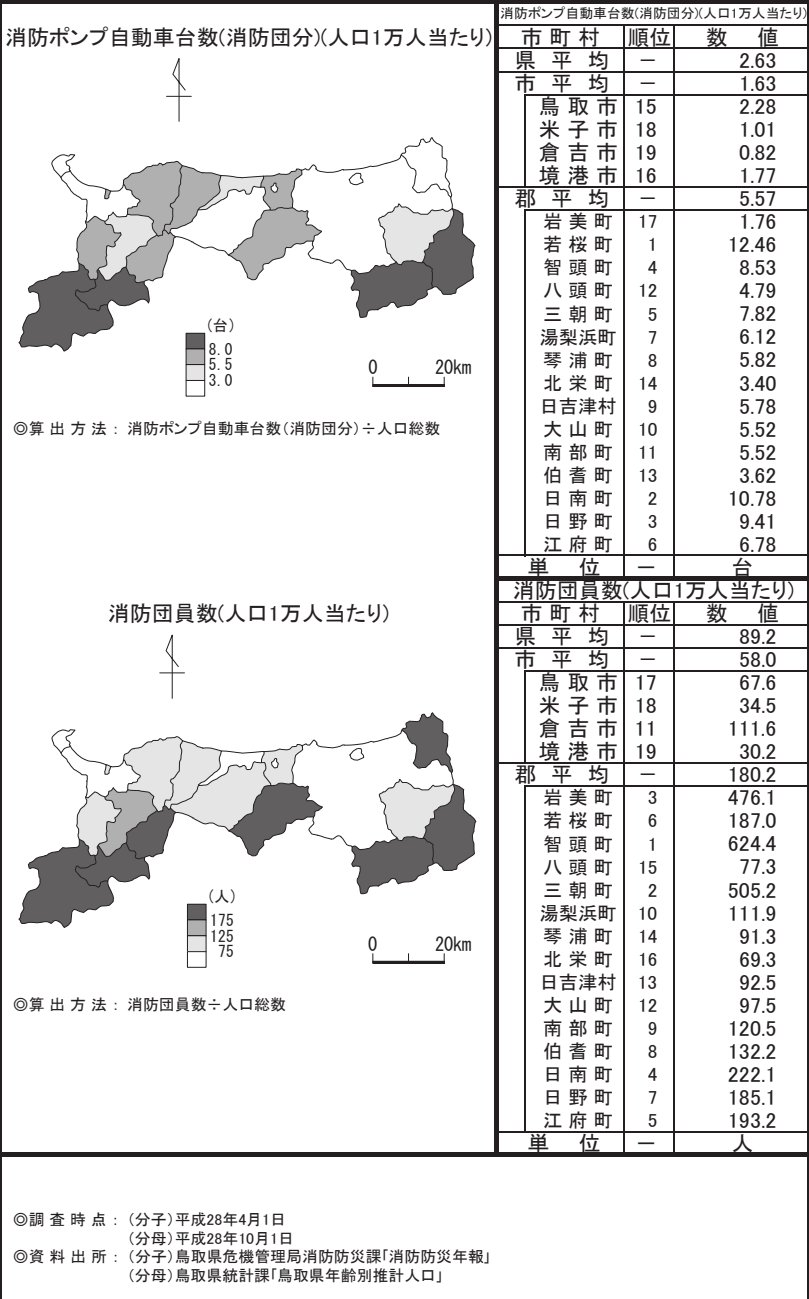 消防ポンプ自動車台数(消防団分)(人口1万人当たり)
(台)
8.0
5.5
3.0
0 20km
◎算出方法：消防ポンプ自動車台数(消防団分)÷人口総数
消防ポンプ自動車台数(消防団分)(人口1万人当たり)
市町村 順位 数値
県平均 － 2.63
市平均 － 1.63
鳥取市 15 2.28
米子市 18 1.01
倉吉市 19 0.82
境港市 16 1.77
郡平均 － 5.57
岩美町 17 1.76
若桜町 1 12.46
智頭町 4 8.53
八頭町 12 4.79
三朝町 5 7.82
湯梨浜町 7 6.12
琴浦町 8 5.82
北栄町 14 3.40
日吉津村 9 5.78
大山町 10 5.52
南部町 11 5.52
伯耆町 13 3.62
日南町 2 10.78
日野町 3 9.41
江府町 6 6.78
単位 － 台
消防団員数(人口1万人当たり)
(人)
175
125
75
0 20km
◎算出方法：消防団員数÷人口総数
消防団員数(人口1万人当たり)
市町村 順位 数値
県平均 － 89.2
市平均 － 58.0
鳥取市 17 67.6
米子市 18 34.5
倉吉市 11 111.6
境港市 19 30.2
郡平均 － 180.2
岩美町 3 476.1
若桜町 6 187.0
智頭町 1 624.4
八頭町 15 77.3
三朝町 2 505.2
湯梨浜町 10 111.9
琴浦町 14 91.3
北栄町 16 69.3
日吉津村 13 92.5
大山町 12 97.5
南部町 9 120.5
伯耆町 8 132.2
日南町 4 222.1
日野町 7 185.1
江府町 5 193.2
単位 － 人
◎調査時点：(分子)平成28年4月1日
(分母)平成28年10月1日
◎資料出所：(分子)鳥取県危機管理局消防防災課「消防防災年報」
(分母)鳥取県統計課「鳥取県年齢別推計人口」